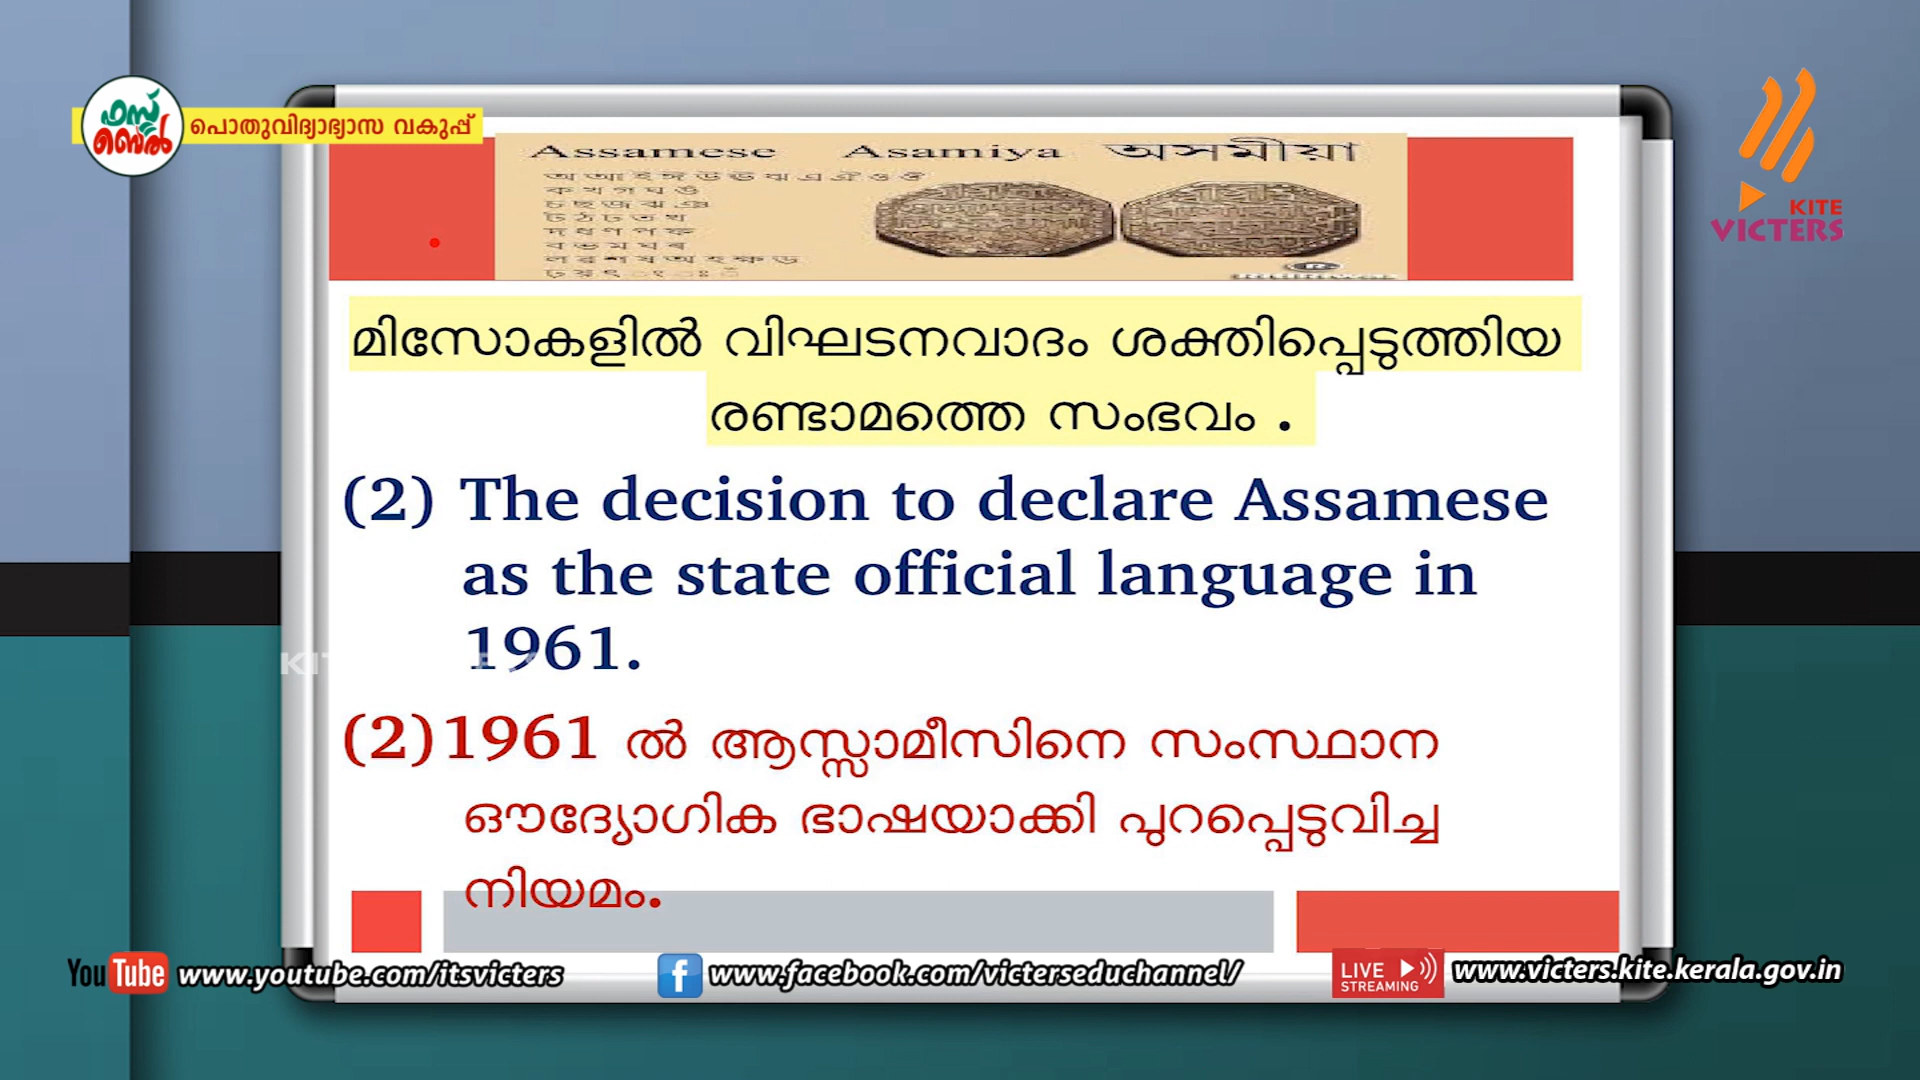 ഫസ്റ്റ്
ബെൽ
പൊതുവിദ്യാഭ്യാസ വകുപ്പ്
KITE
VICTERS
Assamese Asamiya অসমীয়া
മിസോകളിൽ വിഘടനവാദം ശക്തിപ്പെടുത്തിയ
രണ്ടാമത്തെ സംഭവം .
(2) The decision to declare Assamese
as the state official language in
1961.
(2)1961 ൽ ആസ്സാമീസിനെ സംസ്ഥാന
ഔദ്യോഗിക ഭാഷയാക്കി പുറപ്പെടുവിച്ച
നിയമം.
YouTube www.youtube.com/itsvicters
f www.facebook.com/victerseduchannel/
LIVE STREAMING www.victers.kite.kerala.gov.in